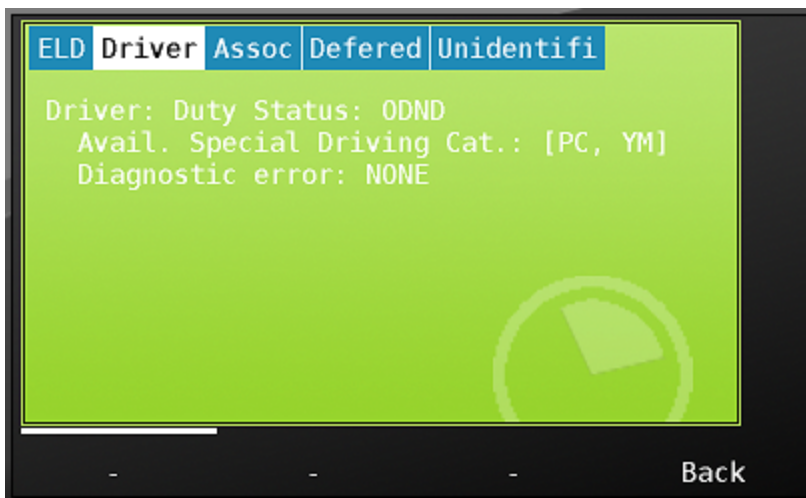 ELD Driver Assoc Defered Unidentifi
Driver: Duty Status: ODND
Avail. Special Driving Cat.: [PC, YM]
Diagnostic error: NONE
- - - Back